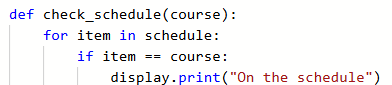 def check_schedule(course):
    for item in schedule:
        if item == course:
            display.print("On the schedule")